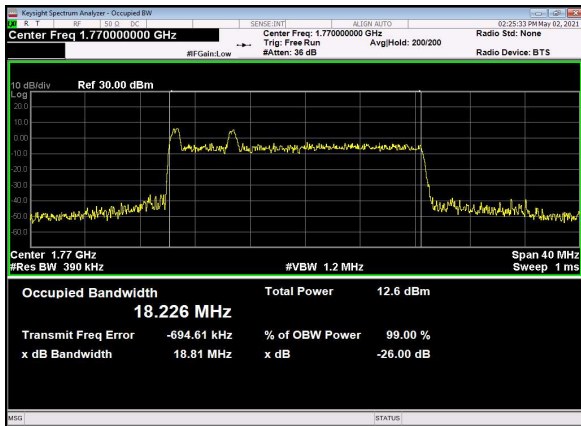 Keysight Spectrum Analyzer - Occupied BW
R T RF 50 Ω DC SENSE:INT ALIGN AUTO 02:25:33 PM May 02, 2021
Center Freq 1.770000000 GHz Center Freq: 1.770000000 GHz Radio Std: None
Trig: Free Run Avg|Hold: 200/200
#IFGain:Low #Atten: 36 dB Radio Device: BTS
10 dB/div Ref 30.00 dBm
Log
20.0
10.0
0.00
-10.0
-20.0
-30.0
-40.0
-50.0
-60.0
Center 1.77 GHz Span 40 MHz
#Res BW 390 kHz #VBW 1.2 MHz Sweep 1 ms
Occupied Bandwidth Total Power 12.6 dBm
18.226 MHz
Transmit Freq Error -694.61 kHz % of OBW Power 99.00 %
x dB Bandwidth 18.81 MHz x dB -26.00 dB
MSG STATUS